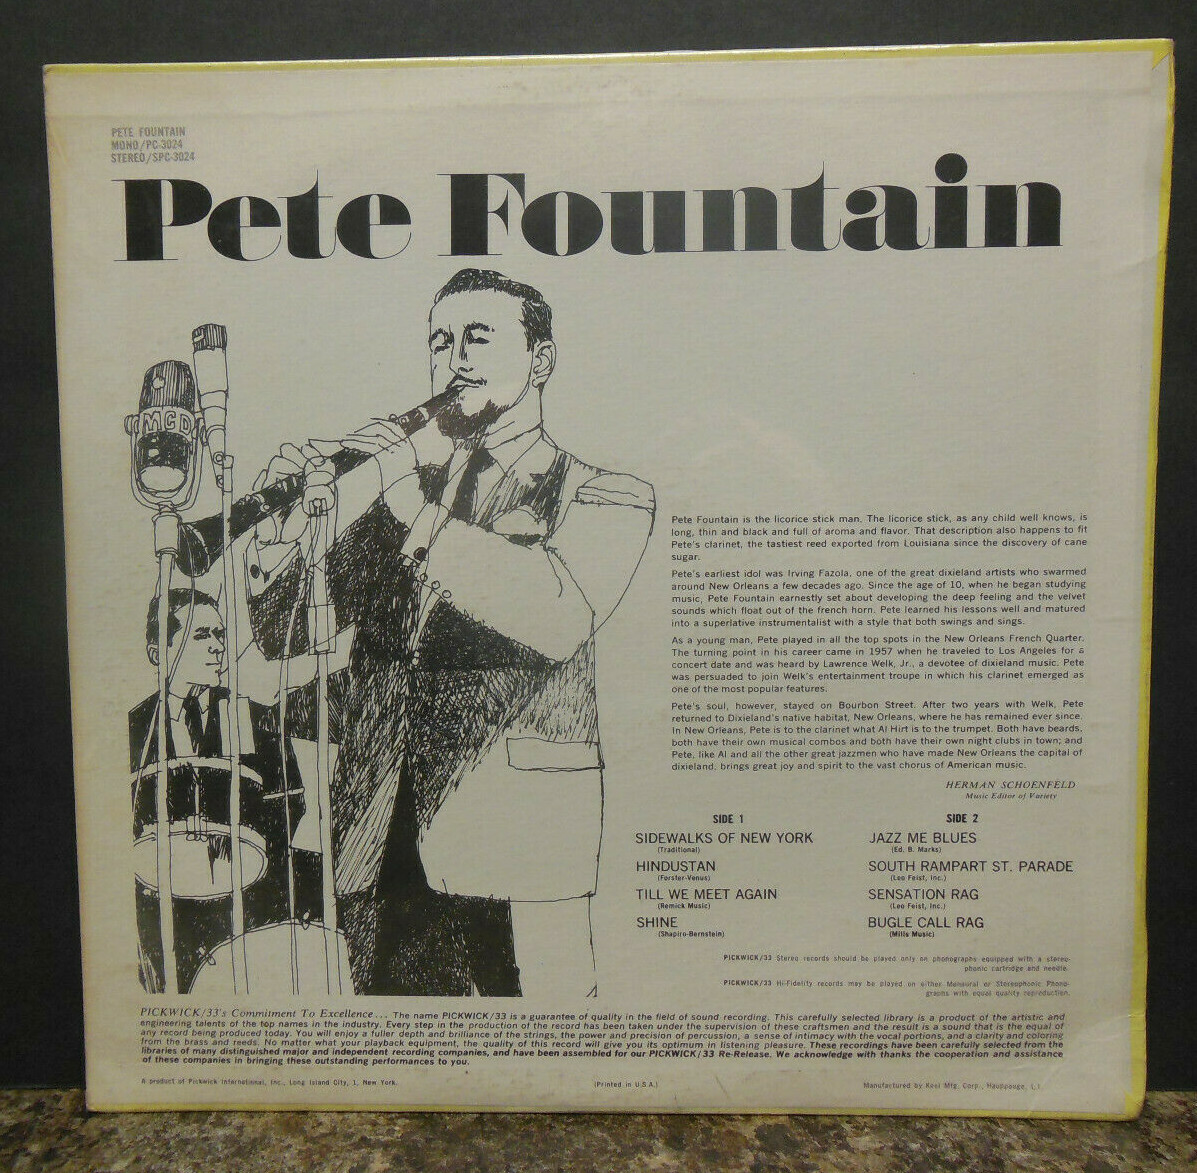 PETE FOUNTAIN
MONO/PC-3024
STEREO/SPC-3024
Pete Fountain
MCD
Pete Fountain is the licorice stick man. The licorice stick, as any child well knows, is
long, thin and black and full of aroma and flavor. That description also happens to fit
Pete's clarinet, the tastiest reed exported from Louisiana since the discovery of cane
sugar.
Pete's earliest idol was Irving Fazola, one of the great dixieland artists who swarmed
around New Orleans a few decades ago. Since the age of 10, when he began studying
music, Pete Fountain earnestly set about developing the deep feeling and the velvet
sounds which float out of the french horn. Pete learned his lessons well and matured
into a superlative instrumentalist with a style that both swings and sings.
As a young man, Pete played in all the top spots in the New Orleans French Quarter.
The turning point in his career came in 1957 when he traveled to Los Angeles for a
concert date and was heard by Lawrence Welk, Jr., a devotee of dixieland music. Pete
was persuaded to join Welk's entertainment troupe in which his clarinet emerged as
one of the most popular features.
Pete's soul, however, stayed on Bourbon Street. After two years with Welk, Pete
returned to Dixieland's native habitat, New Orleans, where he has remained ever since.
In New Orleans, Pete is to the clarinet what Al Hirt is to the trumpet. Both have beards,
both have their own musical combos and both have their own night clubs in town; and
Pete, like Al and all the other great jazzmen who have made New Orleans the capital of
dixieland, brings great joy and spirit to the vast chorus of American music.
HERMAN SCHOENFELD
Music Editor of Variety
SIDE 1
SIDEWALKS OF NEW YORK
(Traditional)
HINDUSTAN
(Forster-Venus)
TILL WE MEET AGAIN
(Remick Music)
SHINE
(Shapiro-Bernstein)
SIDE 2
JAZZ ME BLUES
(Ed. B. Marks)
SOUTH RAMPART ST. PARADE
(Leo Feist, Inc.)
SENSATION RAG
(Leo Feist, Inc.)
BUGLE CALL RAG
(Mills Music)
PICKWICK/33 Stereo records should be played only on phonographs equipped with a stereo-
phonic cartridge and needle.
PICKWICK/33 Hi-Fidelity records may be played on either Monaural or Stereophonic Phono-
graphs with equal quality reproduction.
PICKWICK/33's Commitment To Excellence... The name PICKWICK/33 is a guarantee of quality in the field of sound recording. This carefully selected library is a product of the artistic and
engineering talents of the top names in the industry. Every step in the production of the record has been taken under the supervision of these craftsmen and the result is a sound that is the equal of
any record being produced today. You will enjoy a fuller depth and brilliance of the strings, the power and precision of percussion, a sense of intimacy with the vocal portions, and a clarity and coloring
from the brass and reeds. No matter what your playback equipment, the quality of this record will give you its optimum in listening pleasure. These recordings have been carefully selected from the
libraries of many distinguished major and independent recording companies, and have been assembled for our PICKWICK/33 Re-Release. We acknowledge with thanks the cooperation and assistance
of these companies in bringing these outstanding performances to you.
A product of Pickwick International, Inc., Long Island City, 1, New York.
(Printed in U.S.A.)
Manufactured by Keel Mfg. Corp., Hauppauge, L.I.